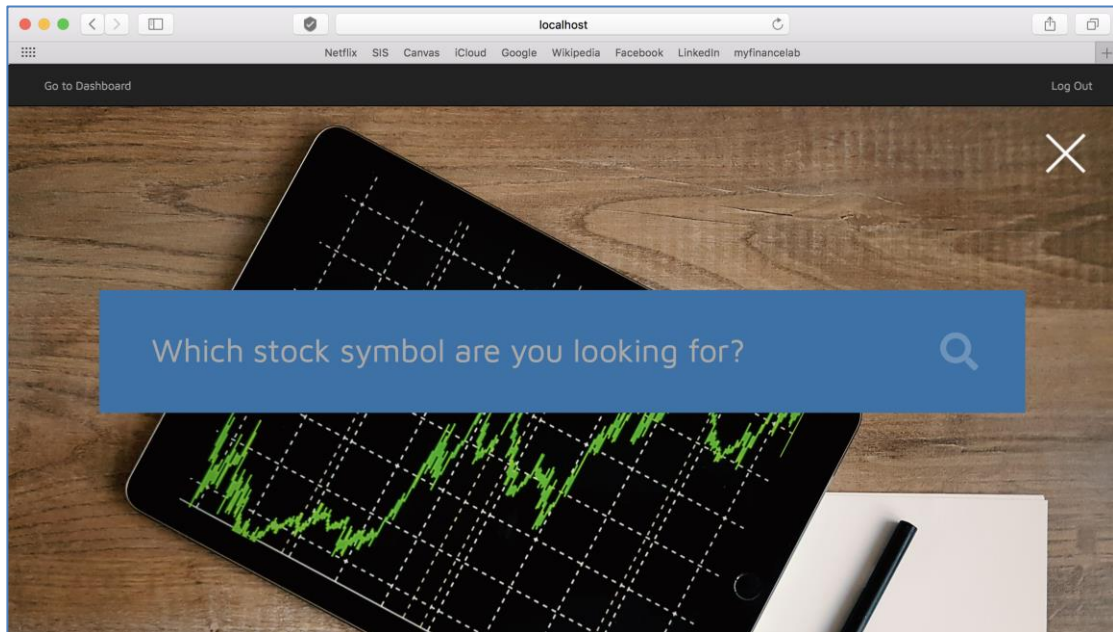 localhost
Netflix SIS Canvas iCloud Google Wikipedia Facebook LinkedIn myfinancelab
Go to Dashboard Log Out
Which stock symbol are you looking for?